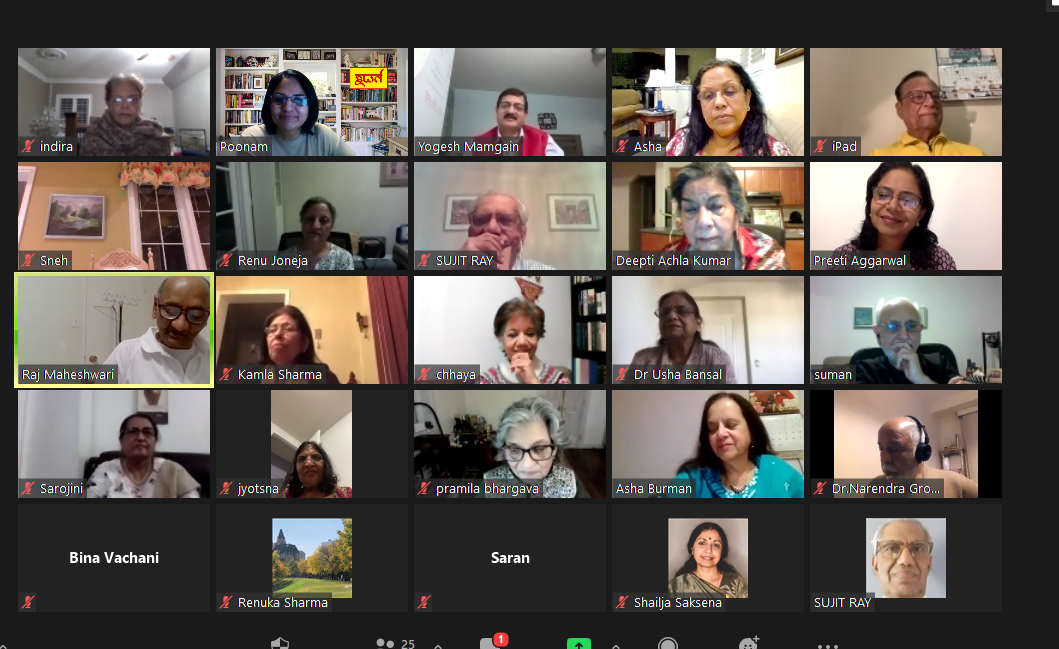 indira
Poonam
Yogesh Mamgain
Asha
iPad
Sneh
Renu Joneja
SUJIT RAY
Deepti Achla Kumar
Preeti Aggarwal
Raj Maheshwari
Kamla Sharma
chhaya
Dr Usha Bansal
suman
Sarojini
jyotsna
pramila bhargava
Asha Burman
Dr.Narendra Gro...
Bina Vachani
Renuka Sharma
Saran
Shailja Saksena
SUJIT RAY
25
1